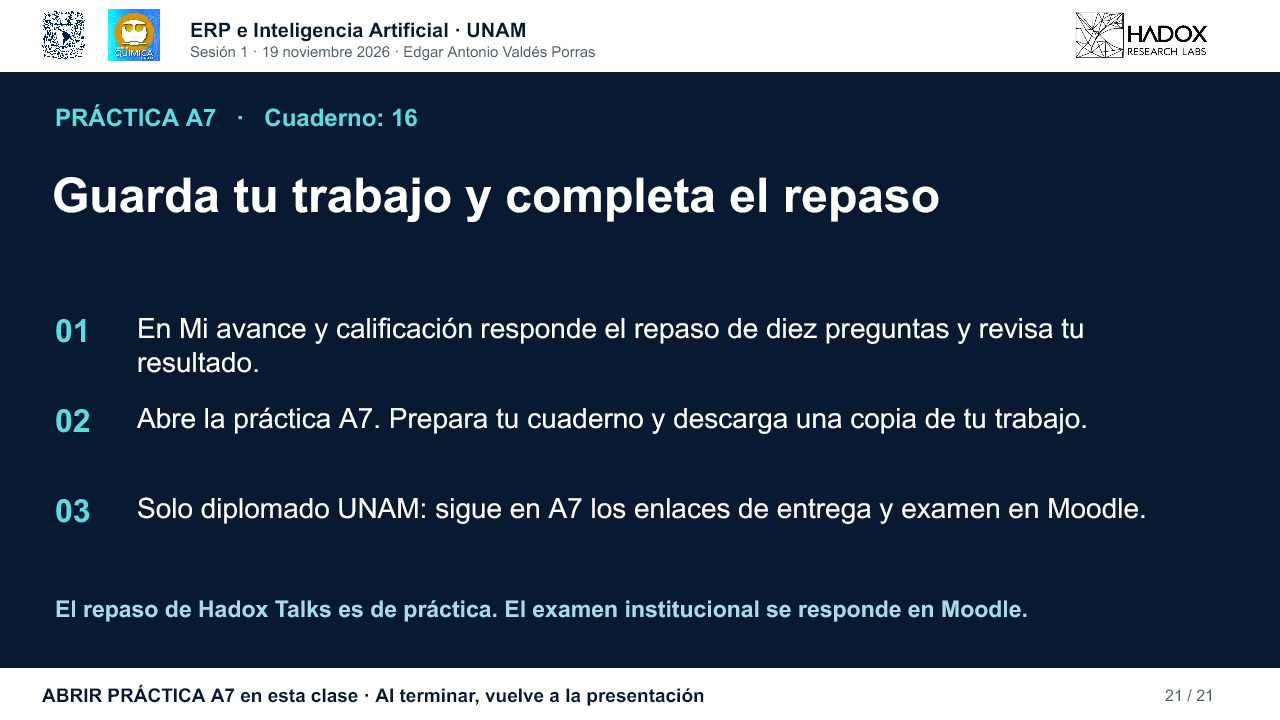 QUÍMICA
ERP e Inteligencia Artificial · UNAM
Sesión 1 · 19 noviembre 2026 · Edgar Antonio Valdés Porras
HADOX
RESEARCH LABS
PRÁCTICA A7 · Cuaderno: 16
Guarda tu trabajo y completa el repaso
01 En Mi avance y calificación responde el repaso de diez preguntas y revisa tu
resultado.
02 Abre la práctica A7. Prepara tu cuaderno y descarga una copia de tu trabajo.
03 Solo diplomado UNAM: sigue en A7 los enlaces de entrega y examen en Moodle.
El repaso de Hadox Talks es de práctica. El examen institucional se responde en Moodle.
ABRIR PRÁCTICA A7 en esta clase · Al terminar, vuelve a la presentación
21 / 21